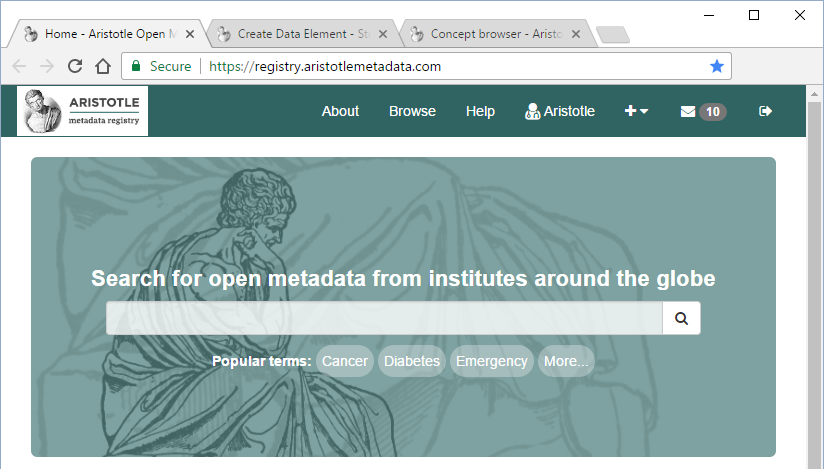 Home - Aristotle Open M
Create Data Element - St
Concept browser - Aristo
Secure
https://registry.aristotlemetadata.com
ARISTOTLE
metadata registry
About
Browse
Help
Aristotle
10
Search for open metadata from institutes around the globe
Popular terms: Cancer Diabetes Emergency More...